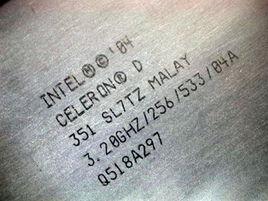 INTEL®©'04
CELERON® D
351 SL7TZ MALAY
3.20GHZ/256/533/04A
Q518A297